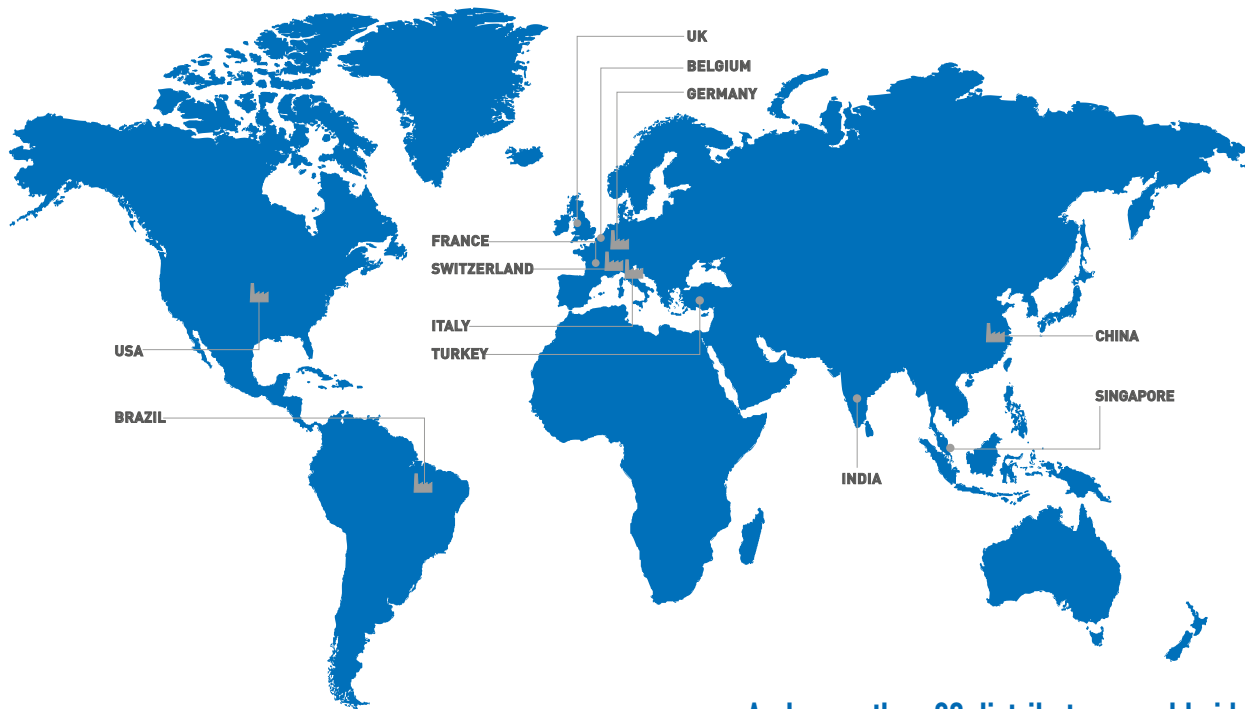 UK
BELGIUM
GERMANY
FRANCE
SWITZERLAND
ITALY
TURKEY
USA
BRAZIL
CHINA
SINGAPORE
INDIA